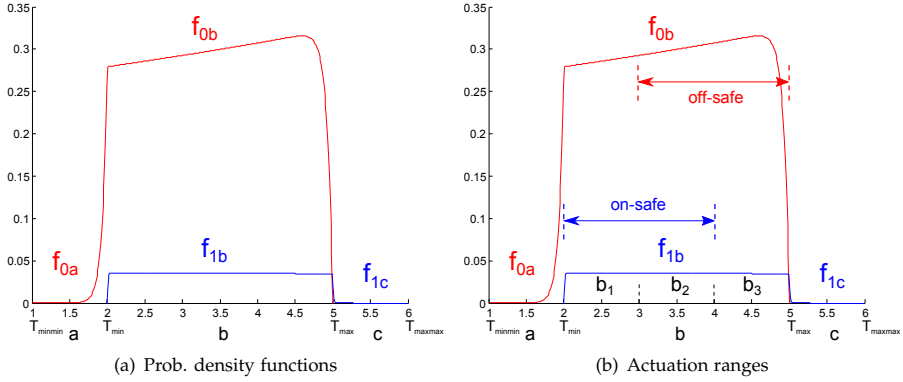 0.35
0.3
0.25
0.2
0.15
0.1
0.05
0
f0b
f0a
f1b
f1c
1 1.5 2 2.5 3 3.5 4 4.5 5 5.5 6
Tminmin a Tmin b Tmax c Tmaxmax
(a) Prob. density functions
0.35
0.3
0.25
0.2
0.15
0.1
0.05
0
f0b
off-safe
on-safe
f0a
f1b
f1c
b1 b2 b3
1 1.5 2 2.5 3 3.5 4 4.5 5 5.5 6
Tminmin a Tmin b Tmax c Tmaxmax
(b) Actuation ranges